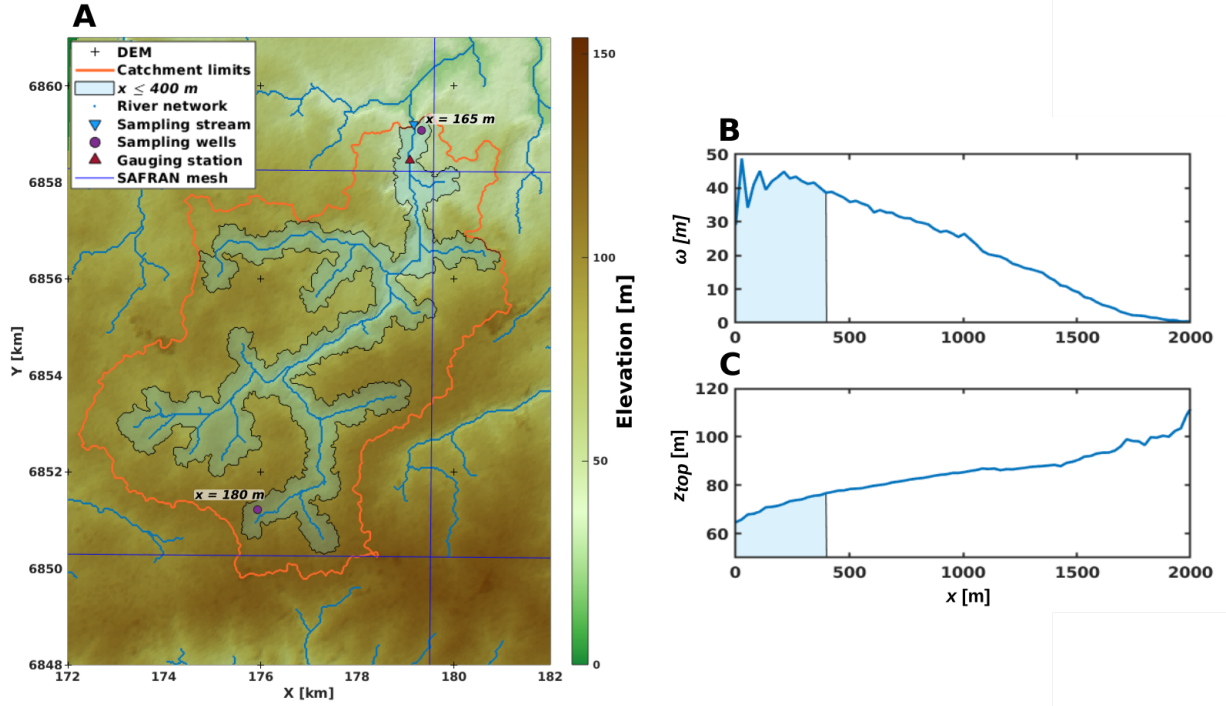 A
DEM
Catchment limits
x ≤ 400 m
River network
Sampling stream
Sampling wells
Gauging station
SAFRAN mesh
x = 165 m
x = 180 m
6860
6858
6856
6854
6852
6850
6848
Y [km]
172
174
176
178
180
182
X [km]
150
100
50
0
Elevation [m]
B
50
40
30
20
10
0
ω [m]
0
500
1000
1500
2000
C
120
100
80
60
z_top [m]
0
500
1000
1500
2000
x [m]